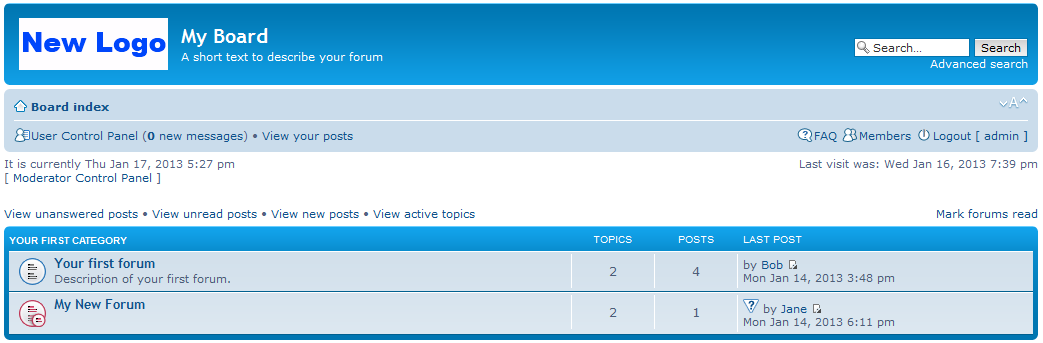 New Logo
My Board
A short text to describe your forum
Search... Search
Advanced search
Board index
A
User Control Panel (0 new messages) • View your posts
FAQ Members Logout [ admin ]
It is currently Thu Jan 17, 2013 5:27 pm
Last visit was: Wed Jan 16, 2013 7:39 pm
[ Moderator Control Panel ]
View unanswered posts • View unread posts • View new posts • View active topics
Mark forums read
YOUR FIRST CATEGORY TOPICS POSTS LAST POST
Your first forum
Description of your first forum.
2 4
by Bob
Mon Jan 14, 2013 3:48 pm
My New Forum
2 1
? by Jane
Mon Jan 14, 2013 6:11 pm